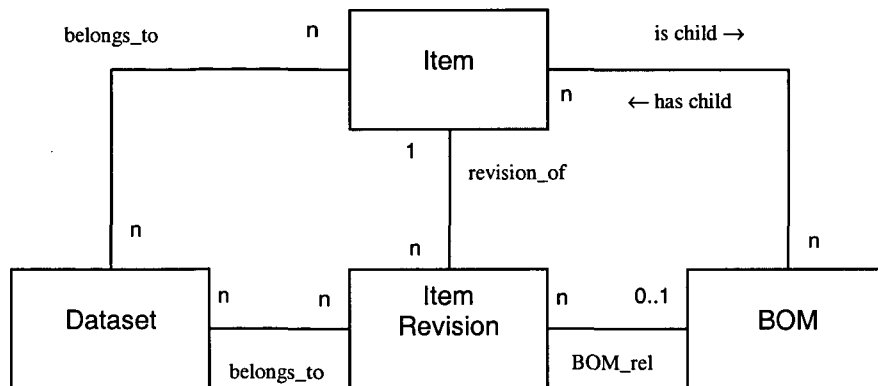 belongs_to
n
Item
is child →
n
← has child
1
revision_of
n
n
n
Dataset
n
n
Item
Revision
n
0..1
BOM
belongs_to
BOM_rel